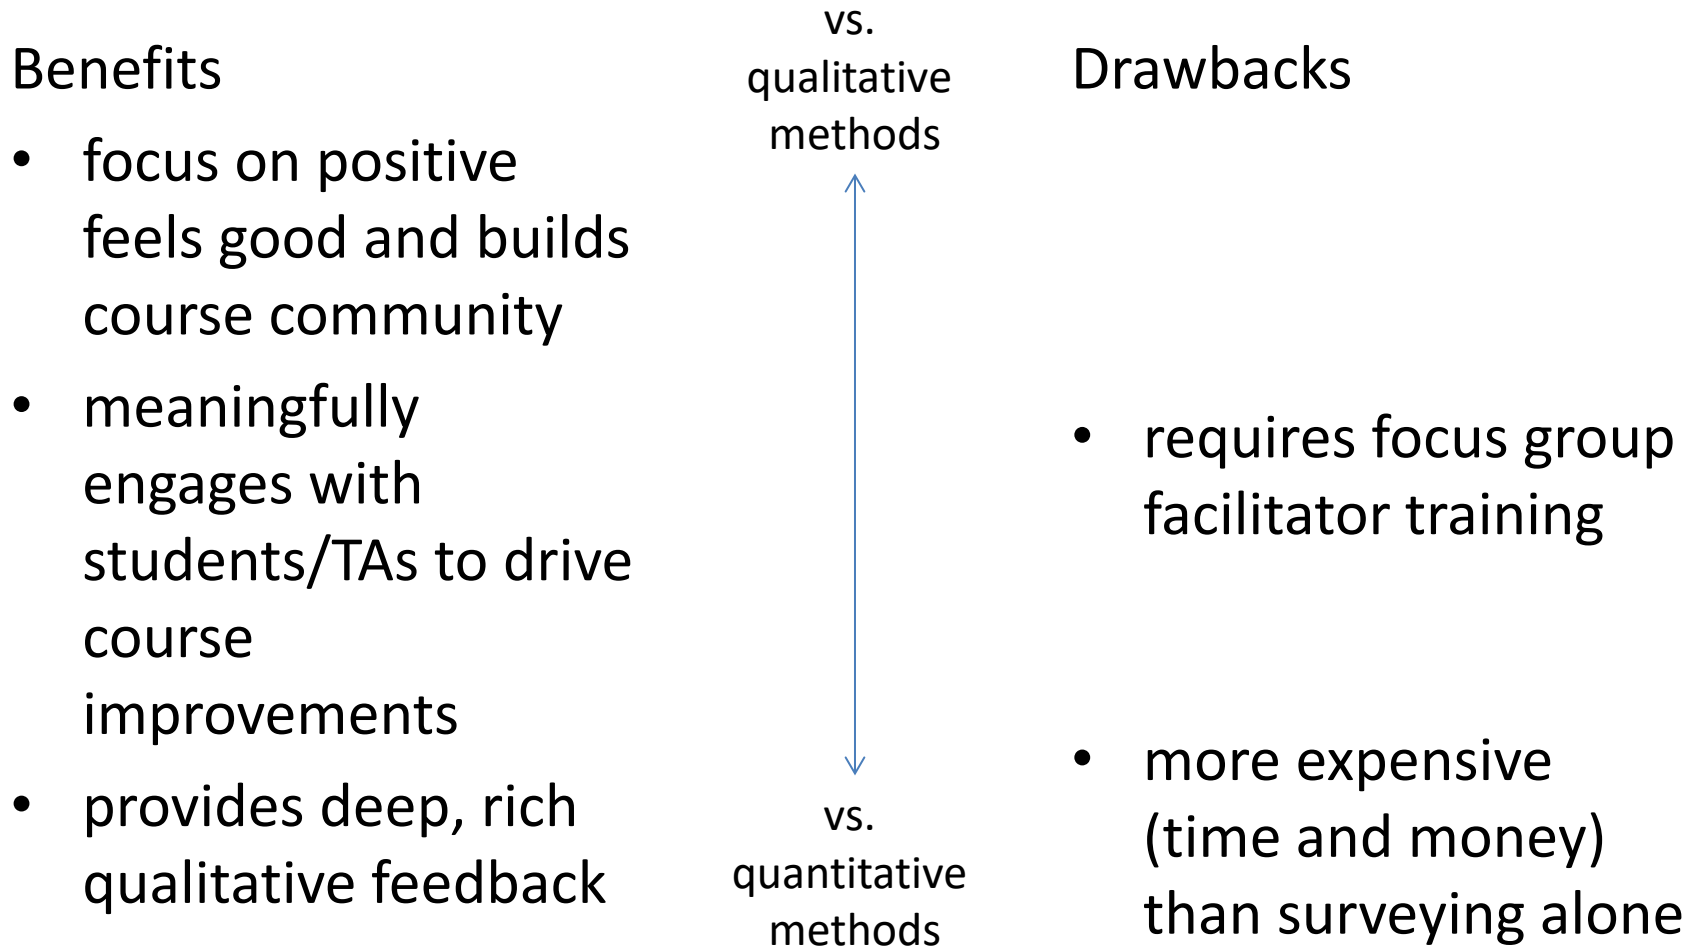 Benefits
• focus on positive
feels good and builds
course community
• meaningfully
engages with
students/TAs to drive
course
improvements
• provides deep, rich
qualitative feedback
vs.
qualitative
methods
vs.
quantitative
methods
Drawbacks
• requires focus group
facilitator training
• more expensive
(time and money)
than surveying alone